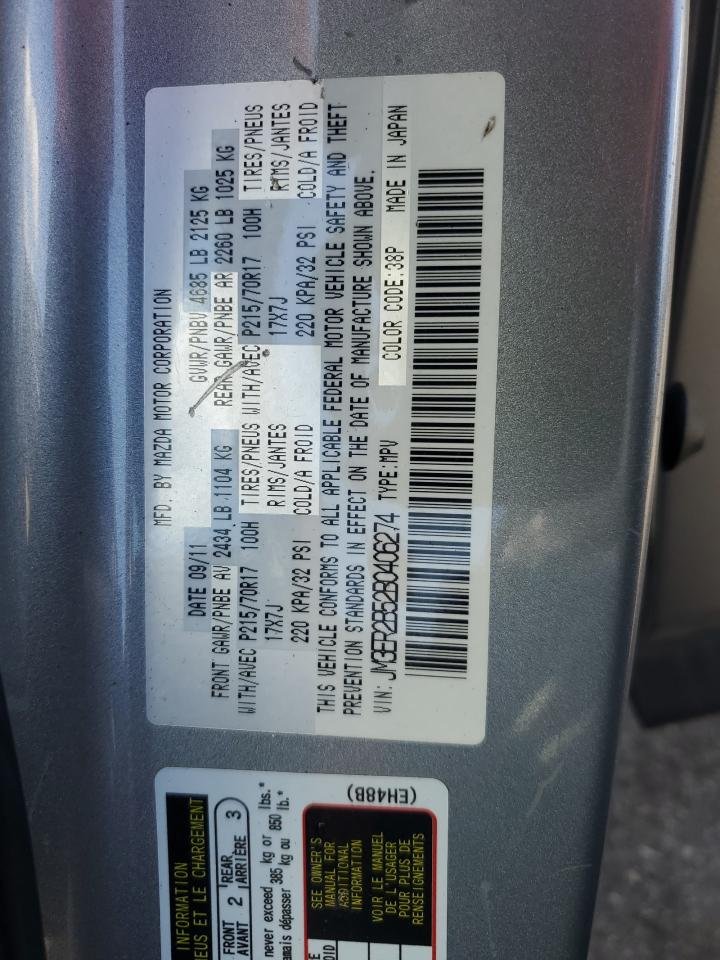 MFD. BY MAZDA MOTOR CORPORATION
DATE 09/11 GVWR/PNBV 4685 LB 2125 KG
FRONT GAWR/PNBE AV 2434 LB 1104 KG REAR GAWR/PNBE AR 2260 LB 1025 KG
WITH/AVEC P215/70R17 100H TIRES/PNEUS WITH/AVEC P215/70R17 100H TIRES/PNEUS
17X7J RIMS/JANTES 17X7J RIMS/JANTES
220 KPA/32 PSI COLD/A FROID 220 KPA/32 PSI COLD/A FROID
THIS VEHICLE CONFORMS TO ALL APPLICABLE FEDERAL MOTOR VEHICLE SAFETY AND THEFT
PREVENTION STANDARDS IN EFFECT ON THE DATE OF MANUFACTURE SHOWN ABOVE.
VIN: JM3ER2B52B0406274 TYPE:MPV COLOR CODE:38P MADE IN JAPAN
INFORMATION
EUS ET LE CHARGEMENT
FRONT 2 REAR 3
AVANT ARRIÈRE
never exceed 385 kg or 850 lbs.*
amais dépasser kg ou lb.*
SEE OWNER'S
MANUAL FOR
ADDITIONAL
INFORMATION
VOIR LE MANUEL
DE L'USAGER
POUR PLUS DE
RENSEIGNEMENTS
(EH48B)